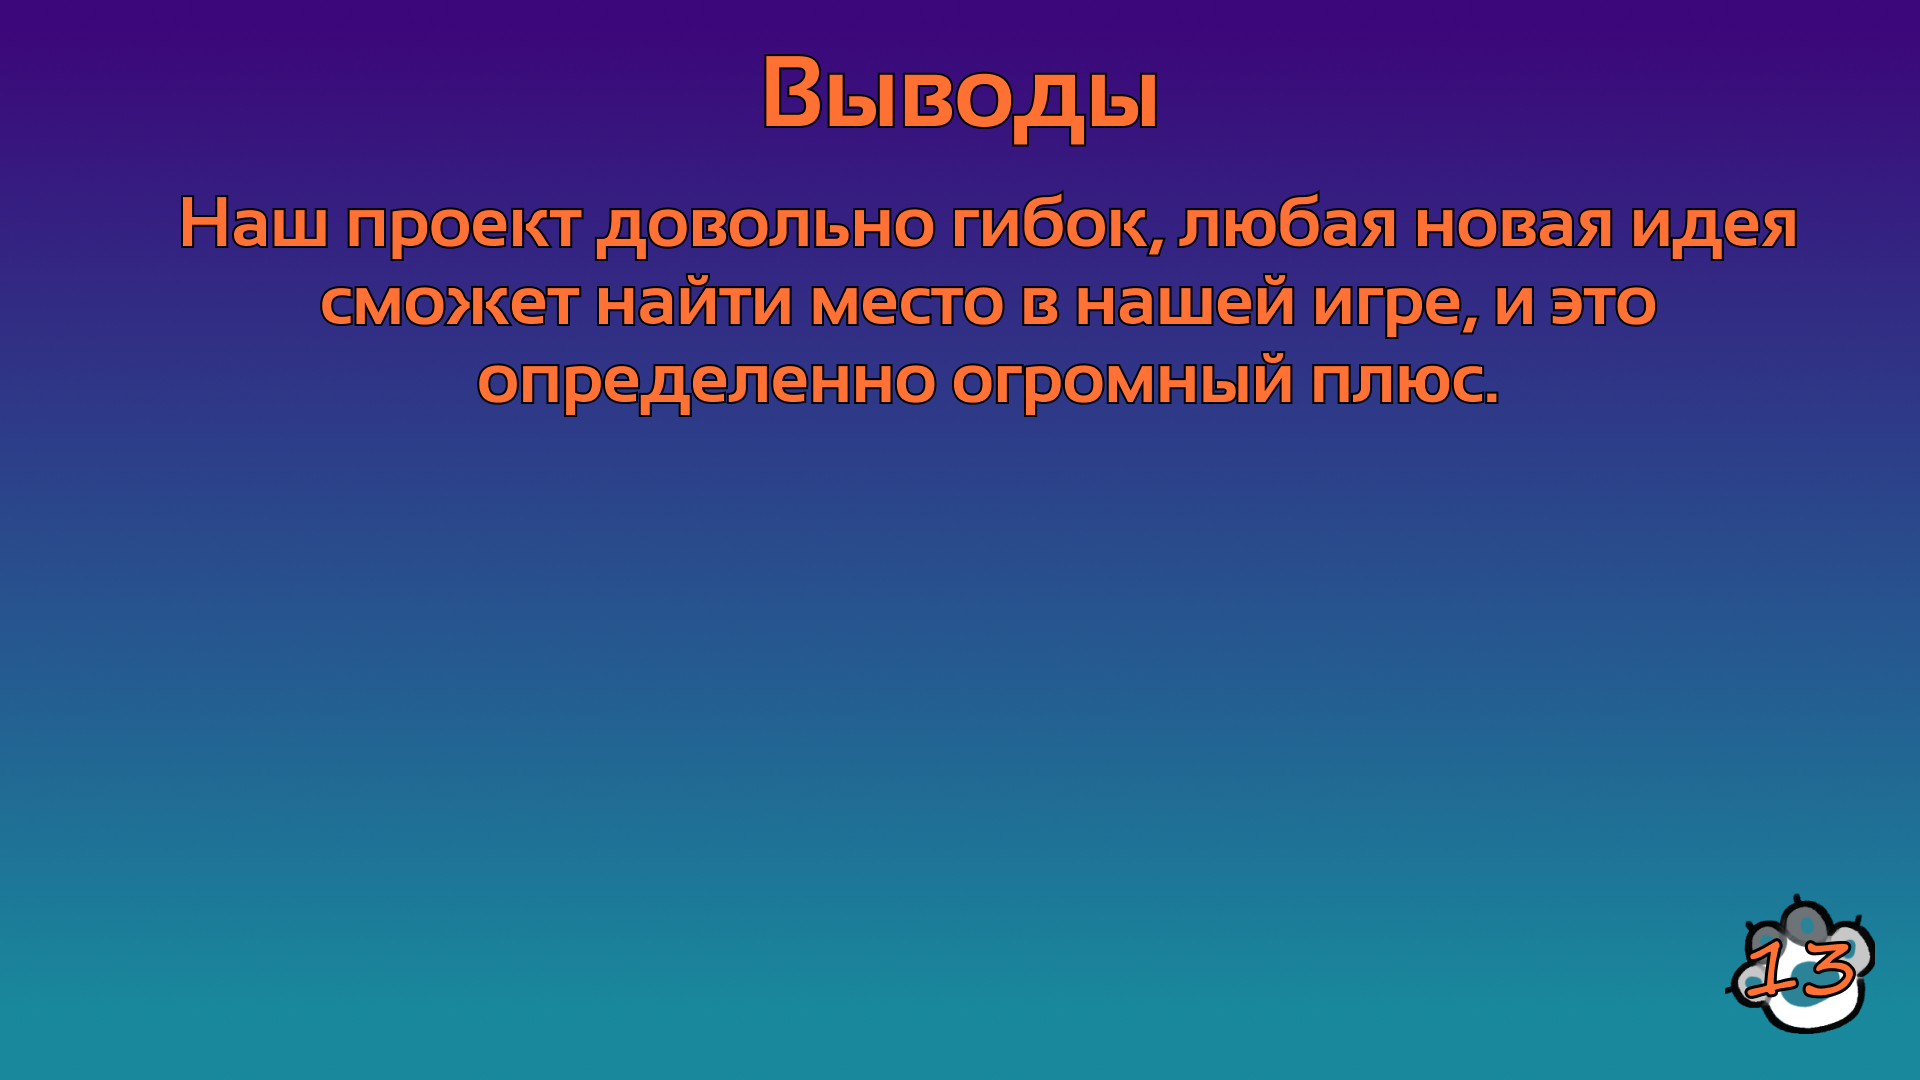 Выводы
Наш проект довольно гибок, любая новая идея
сможет найти место в нашей игре, и это
определенно огромный плюс.
13